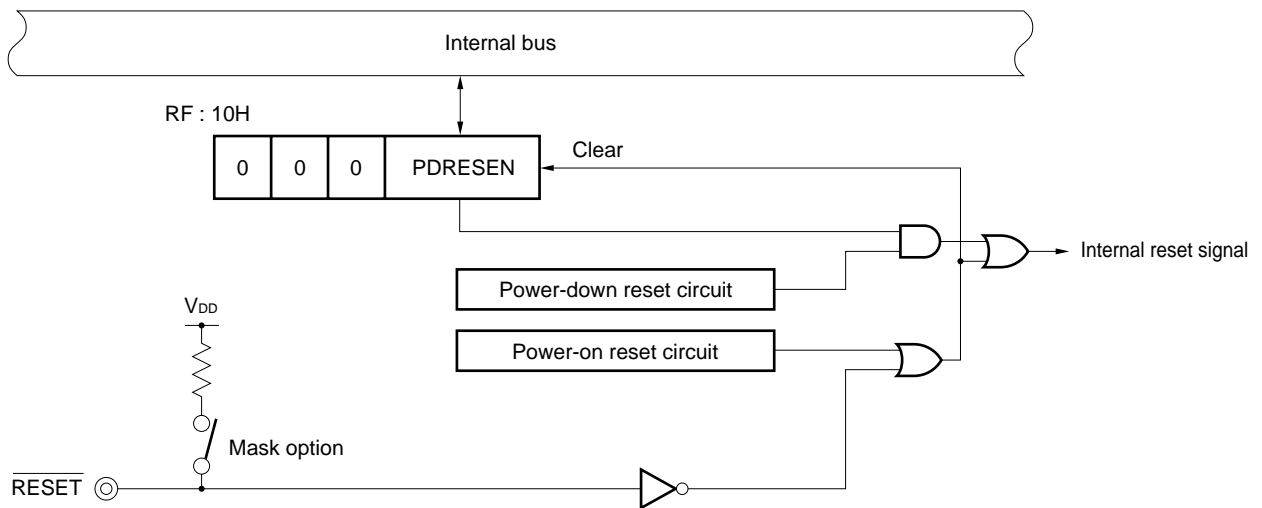 Internal bus
RF : 10H
0 0 0 PDRESEN
Clear
Internal reset signal
Power-down reset circuit
VDD
Power-on reset circuit
Mask option
RESET